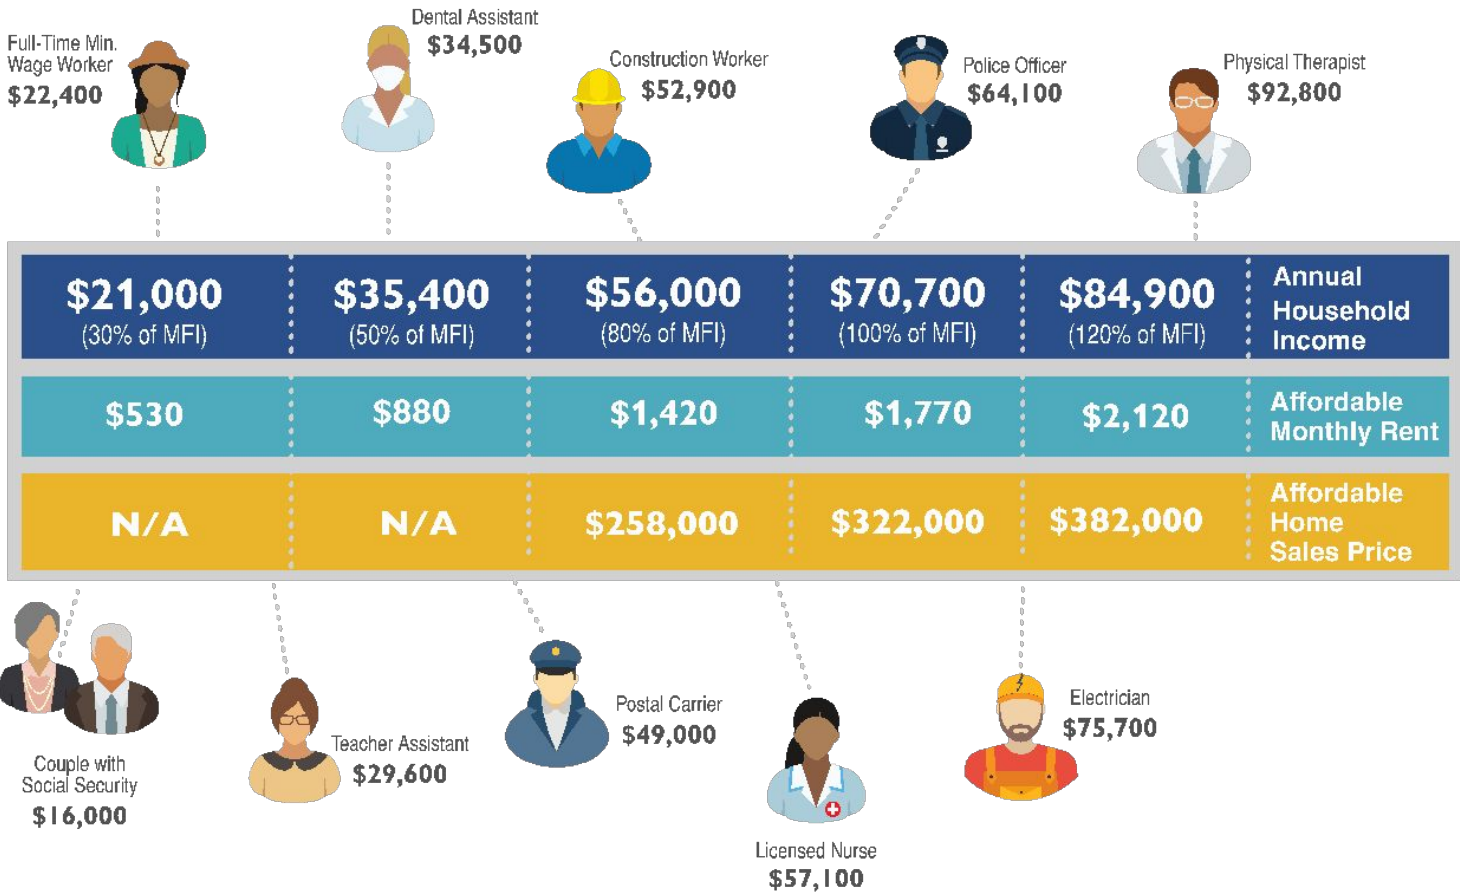 Dental Assistant
$34,500
Full-Time Min.
Wage Worker
$22,400
Construction Worker
$52,900
Police Officer
$64,100
Physical Therapist
$92,800
$21,000
(30% of MFI)
$35,400
(50% of MFI)
$56,000
(80% of MFI)
$70,700
(100% of MFI)
$84,900
(120% of MFI)
Annual
Household
Income
$530
$880
$1,420
$1,770
$2,120
Affordable
Monthly Rent
N/A
N/A
$258,000
$322,000
$382,000
Affordable
Home
Sales Price
Couple with
Social Security
$16,000
Teacher Assistant
$29,600
Postal Carrier
$49,000
Licensed Nurse
$57,100
Electrician
$75,700